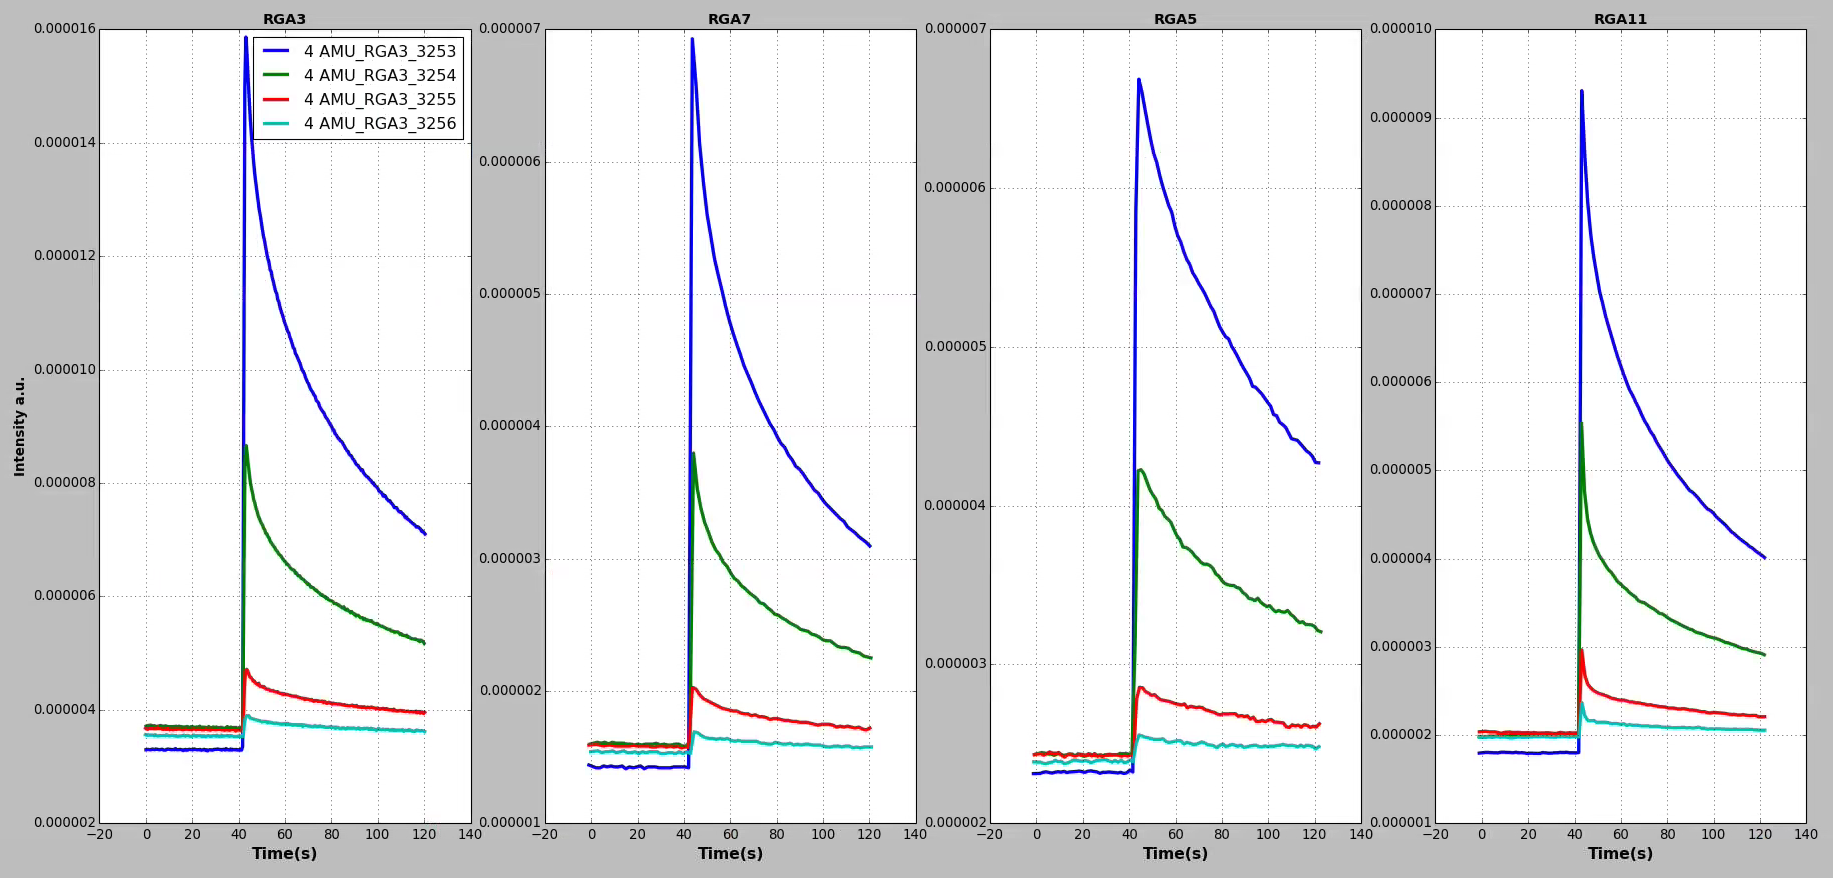 RGA3
RGA7
RGA5
RGA11
4 AMU_RGA3_3253
4 AMU_RGA3_3254
4 AMU_RGA3_3255
4 AMU_RGA3_3256
Intensity a.u.
0.000016
0.000014
0.000012
0.000010
0.000008
0.000006
0.000004
0.000002
−20 0 20 40 60 80 100 120 140
Time(s)
0.000007
0.000006
0.000005
0.000004
0.000003
0.000002
0.000001
−20 0 20 40 60 80 100 120 140
Time(s)
0.000007
0.000006
0.000005
0.000004
0.000003
0.000002
−20 0 20 40 60 80 100 120 140
Time(s)
0.000010
0.000009
0.000008
0.000007
0.000006
0.000005
0.000004
0.000003
0.000002
0.000001
−20 0 20 40 60 80 100 120 140
Time(s)